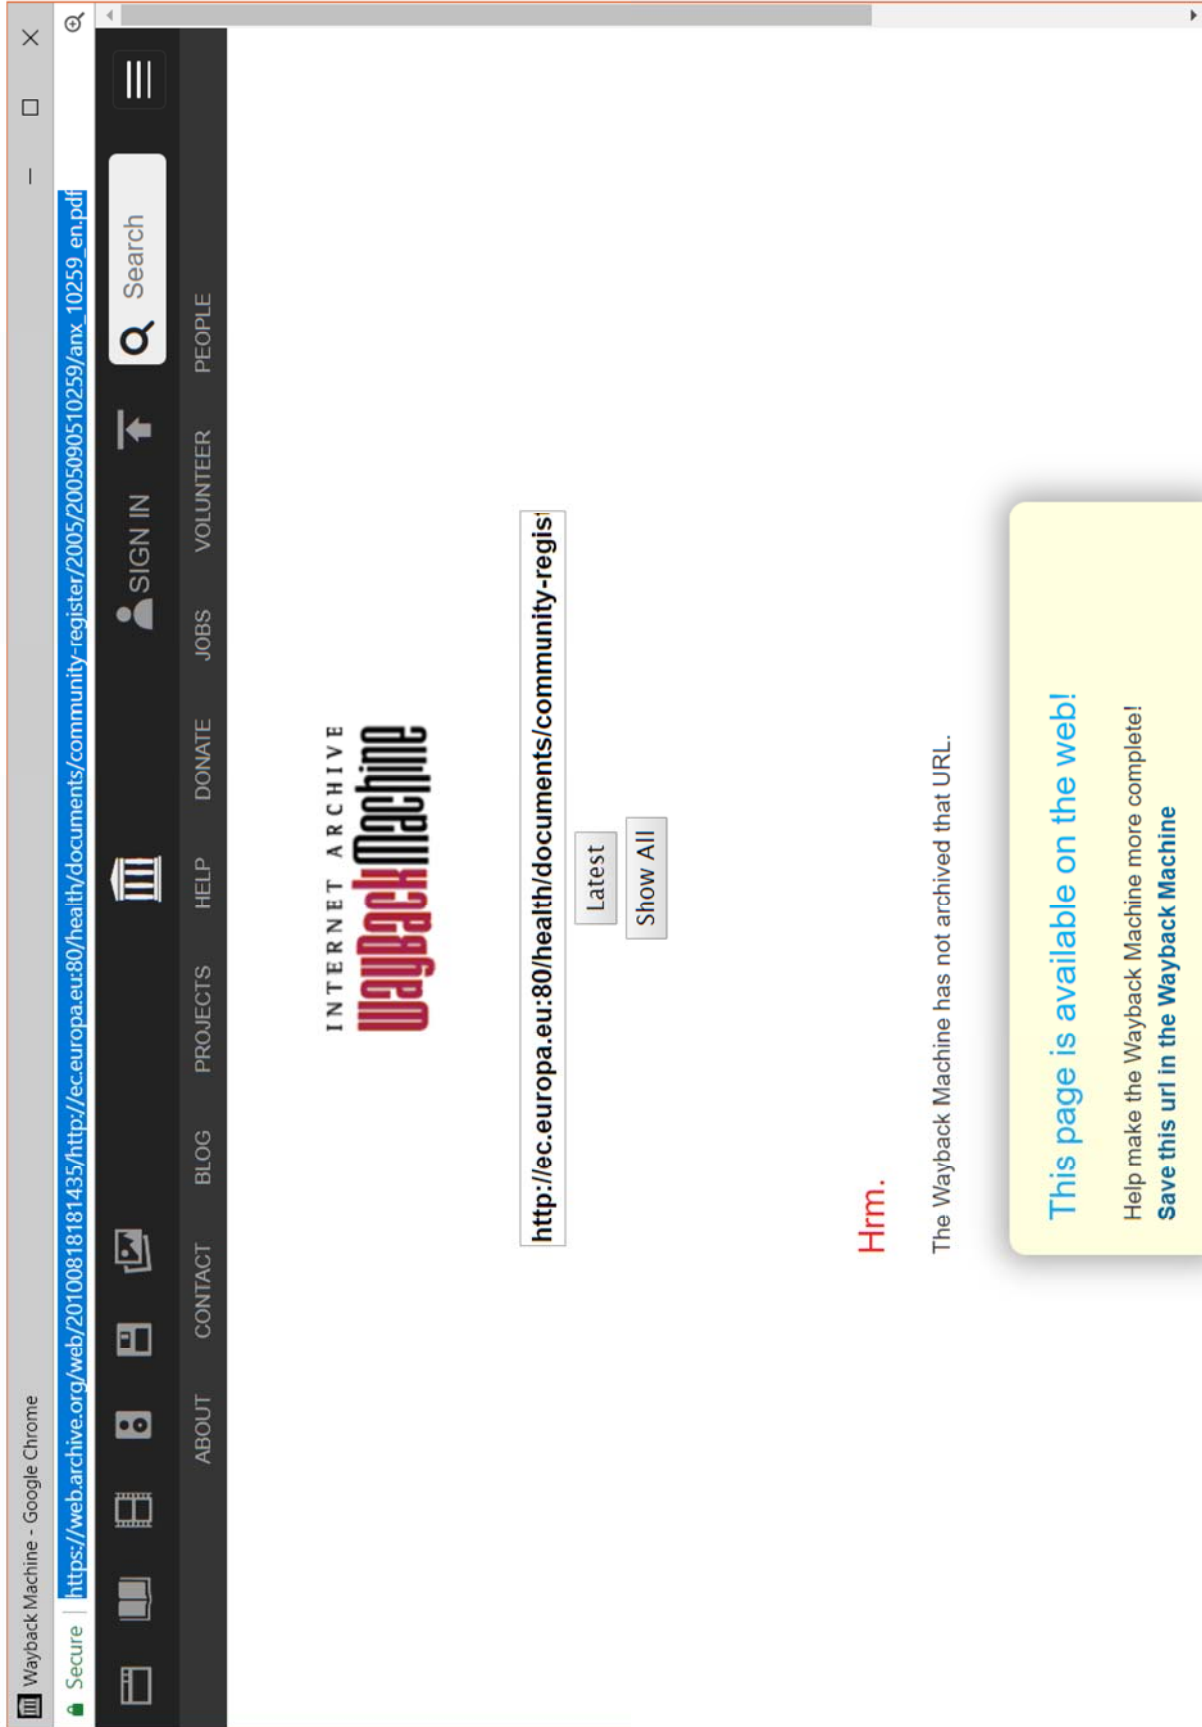 Wayback Machine - Google Chrome
Secure https://web.archive.org/web/20100818181435/http://ec.europa.eu:80/health/documents/community-register/2005/2005090510259/anx_10259_en.pdf
SIGN IN Search
ABOUT CONTACT BLOG PROJECTS HELP DONATE JOBS VOLUNTEER PEOPLE
INTERNET ARCHIVE
WayBackMachine
http://ec.europa.eu:80/health/documents/community-regist
Latest
Show All
Hrm.
The Wayback Machine has not archived that URL.
This page is available on the web!
Help make the Wayback Machine more complete!
Save this url in the Wayback Machine